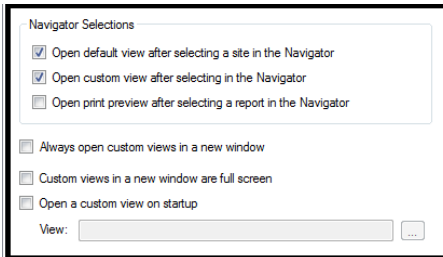 Navigator Selections
Open default view after selecting a site in the Navigator
Open custom view after selecting in the Navigator
Open print preview after selecting a report in the Navigator
Always open custom views in a new window
Custom views in a new window are full screen
Open a custom view on startup
View:
...